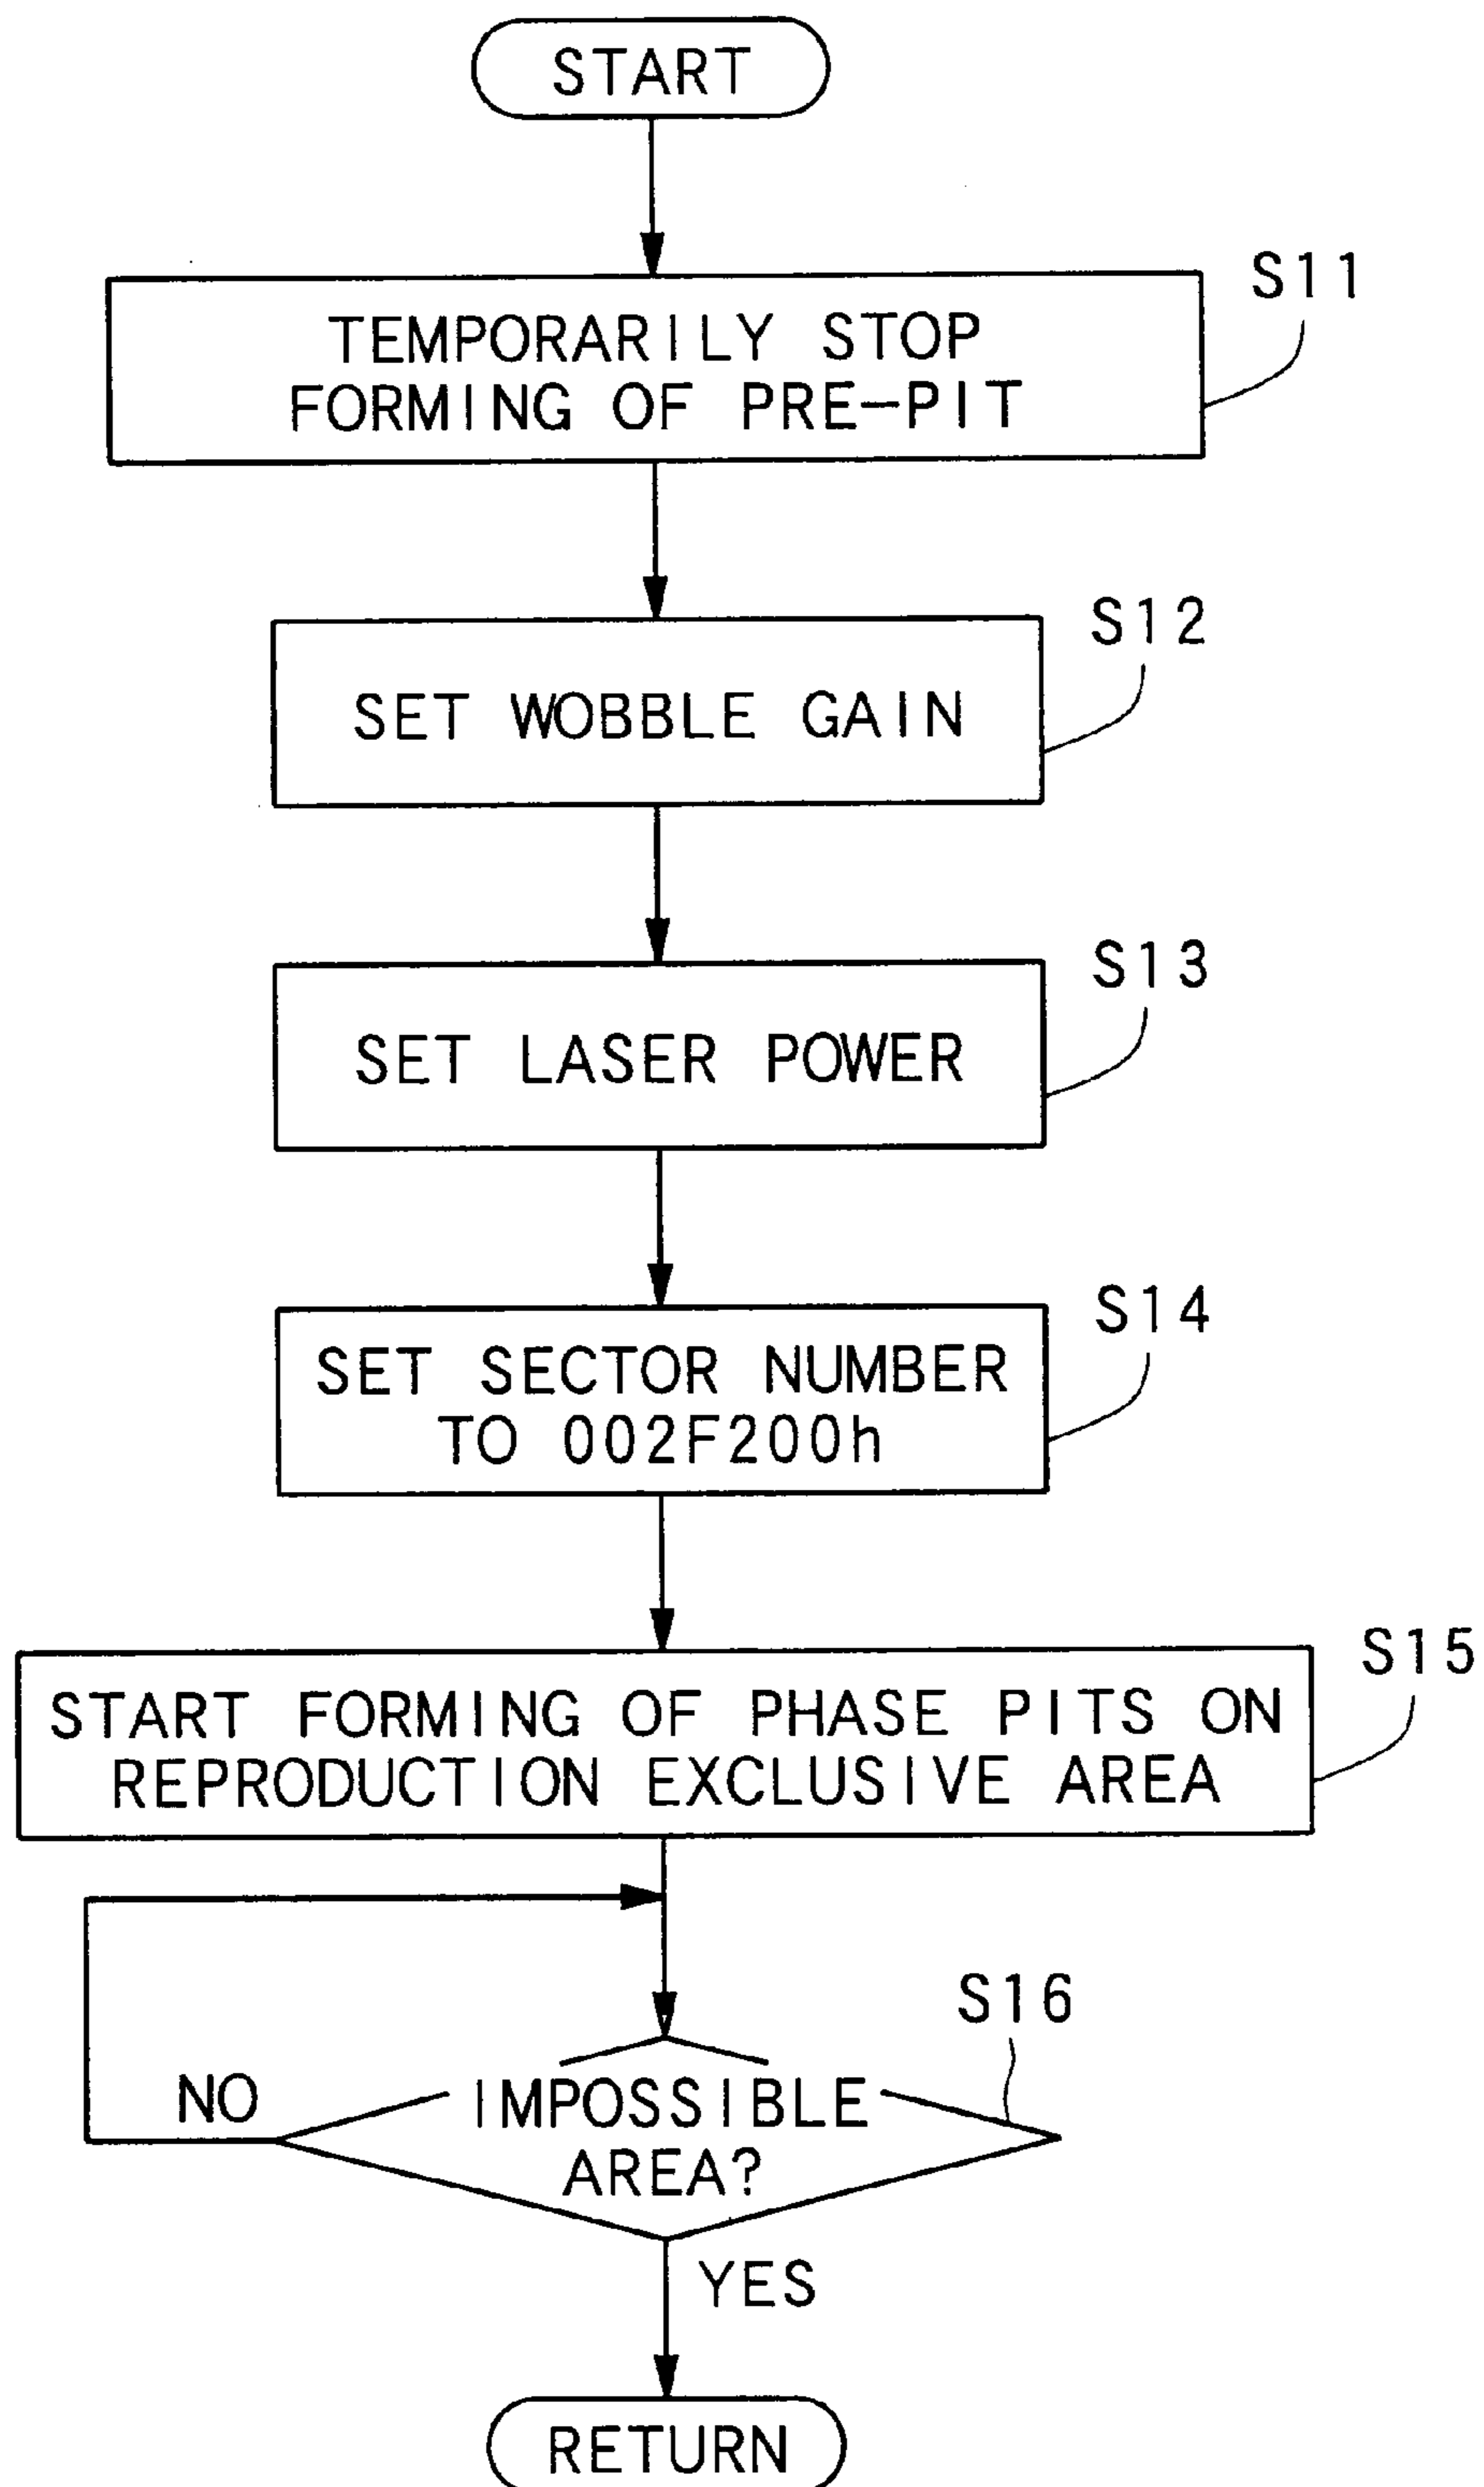 START
S11
TEMPORARILY STOP
FORMING OF PRE-PIT
S12
SET WOBBLE GAIN
S13
SET LASER POWER
S14
SET SECTOR NUMBER
TO 002F200h
S15
START FORMING OF PHASE PITS ON
REPRODUCTION EXCLUSIVE AREA
S16
NO
IMPOSSIBLE
AREA?
YES
RETURN